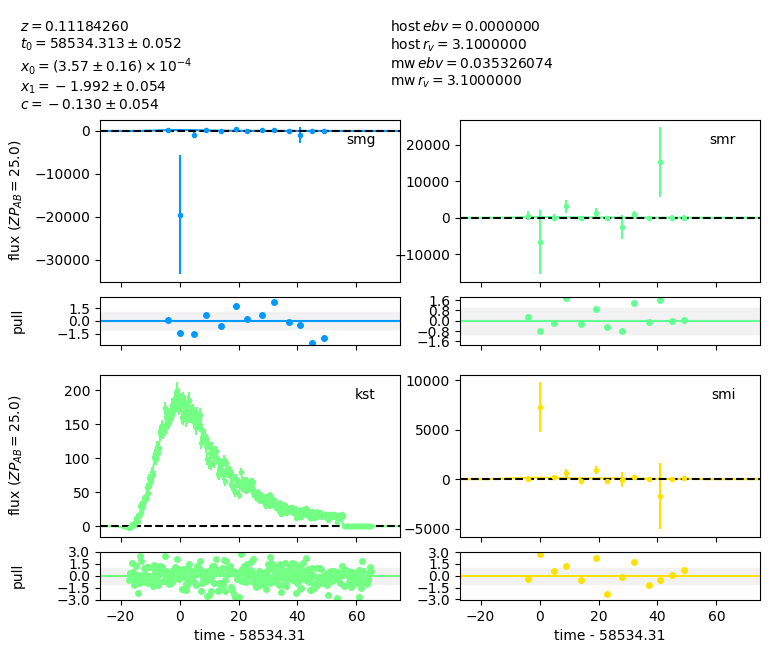 z = 0.11184260
t₀ = 58534.313 ± 0.052
x₀ = (3.57 ± 0.16) × 10⁻⁴
x₁ = −1.992 ± 0.054
c = −0.130 ± 0.054
host ebv = 0.0000000
host r_v = 3.1000000
mw ebv = 0.035326074
mw r_v = 3.1000000
flux (ZP_AB = 25.0)
0
−10000
−20000
−30000
smg
20000
10000
0
−10000
smr
pull
1.5
0.0
−1.5
1.6
0.8
0.0
−0.8
−1.6
flux (ZP_AB = 25.0)
200
150
100
50
0
kst
10000
5000
0
−5000
smi
pull
3.0
1.5
0.0
−1.5
−3.0
−20 0 20 40 60
time - 58534.31
3.0
1.5
0.0
−1.5
−3.0
−20 0 20 40 60
time - 58534.31